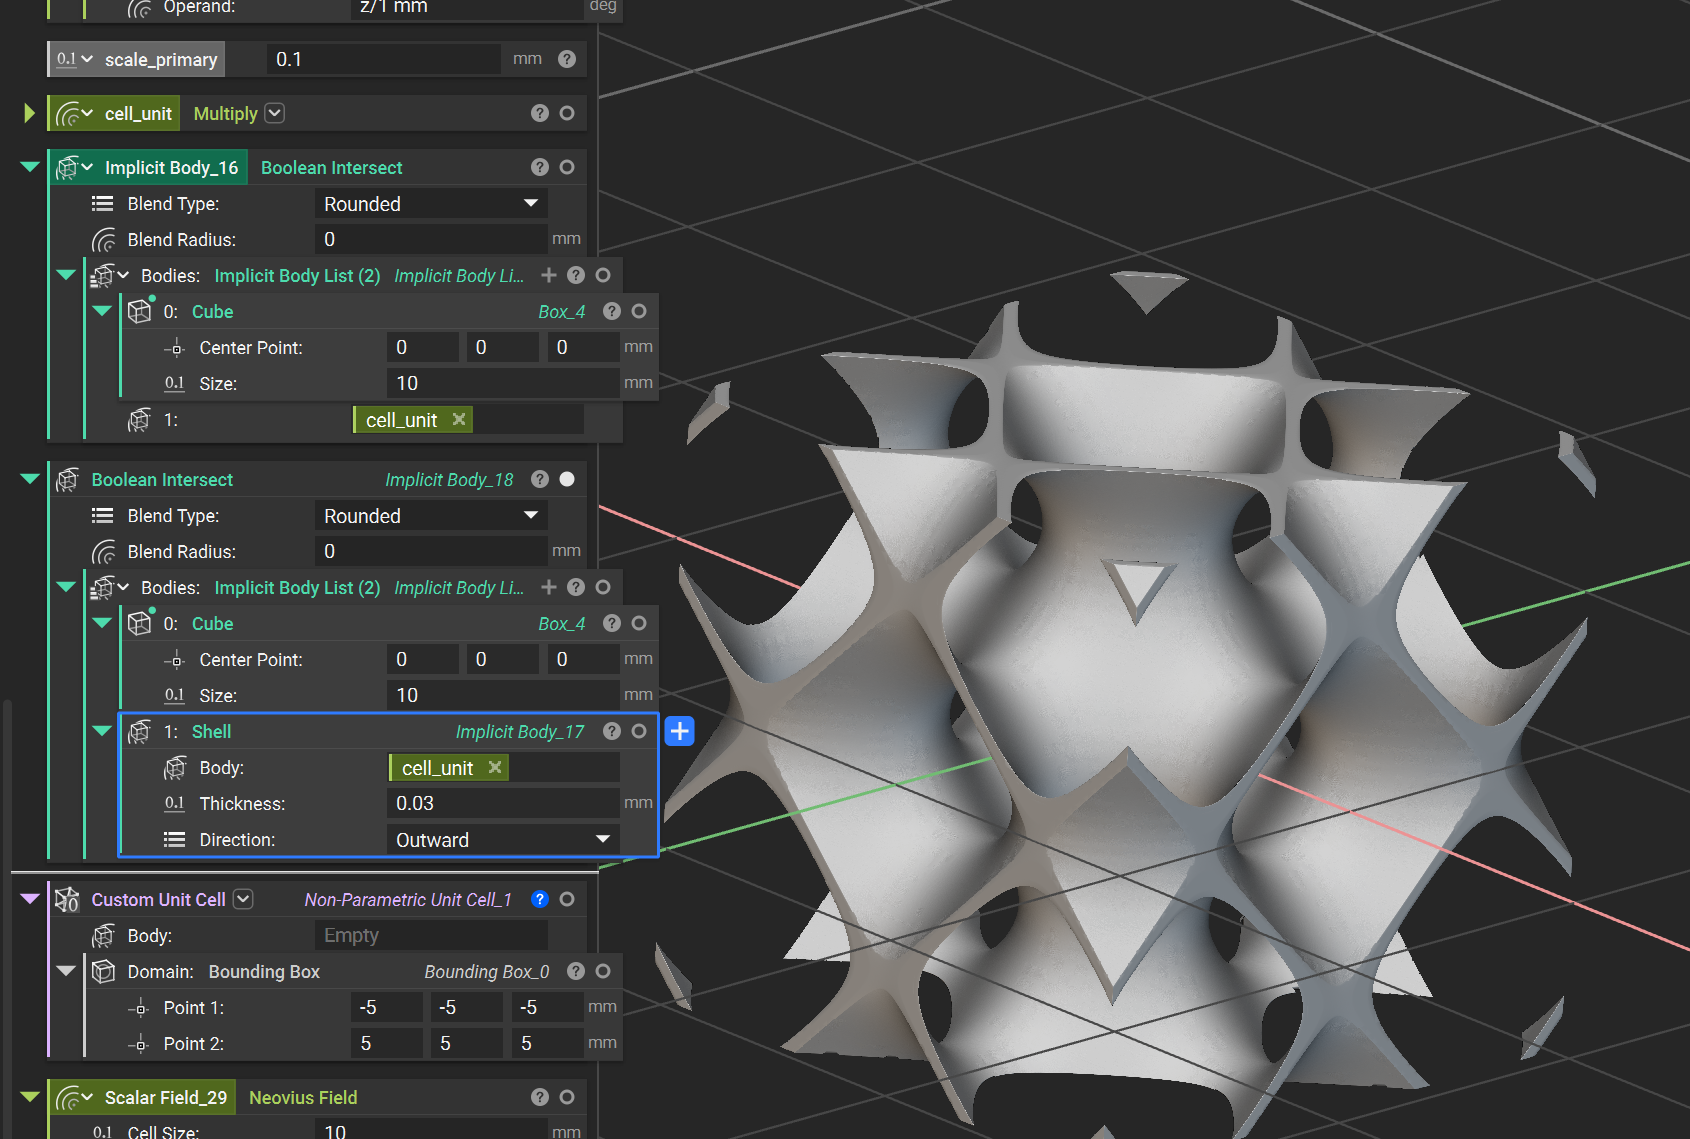 Operand: z/1 mm deg
0.1 scale_primary 0.1 mm ?
cell_unit Multiply ?
Implicit Body_16 Boolean Intersect ?
Blend Type: Rounded
Blend Radius: 0 mm
Bodies: Implicit Body List (2) Implicit Body Li... + ?
0: Cube Box_4 ?
Center Point: 0 0 0 mm
0.1 Size: 10 mm
1: cell_unit ×
Boolean Intersect Implicit Body_18 ?
Blend Type: Rounded
Blend Radius: 0 mm
Bodies: Implicit Body List (2) Implicit Body Li... + ?
0: Cube Box_4 ?
Center Point: 0 0 0 mm
0.1 Size: 10 mm
1: Shell Implicit Body_17 ? +
Body: cell_unit ×
0.1 Thickness: 0.03 mm
Direction: Outward
Custom Unit Cell Non-Parametric Unit Cell_1 ?
Body: Empty
Domain: Bounding Box Bounding Box_0 ?
Point 1: -5 -5 -5 mm
Point 2: 5 5 5 mm
Scalar Field_29 Neovius Field ?
0.1 Cell Size: 10 mm